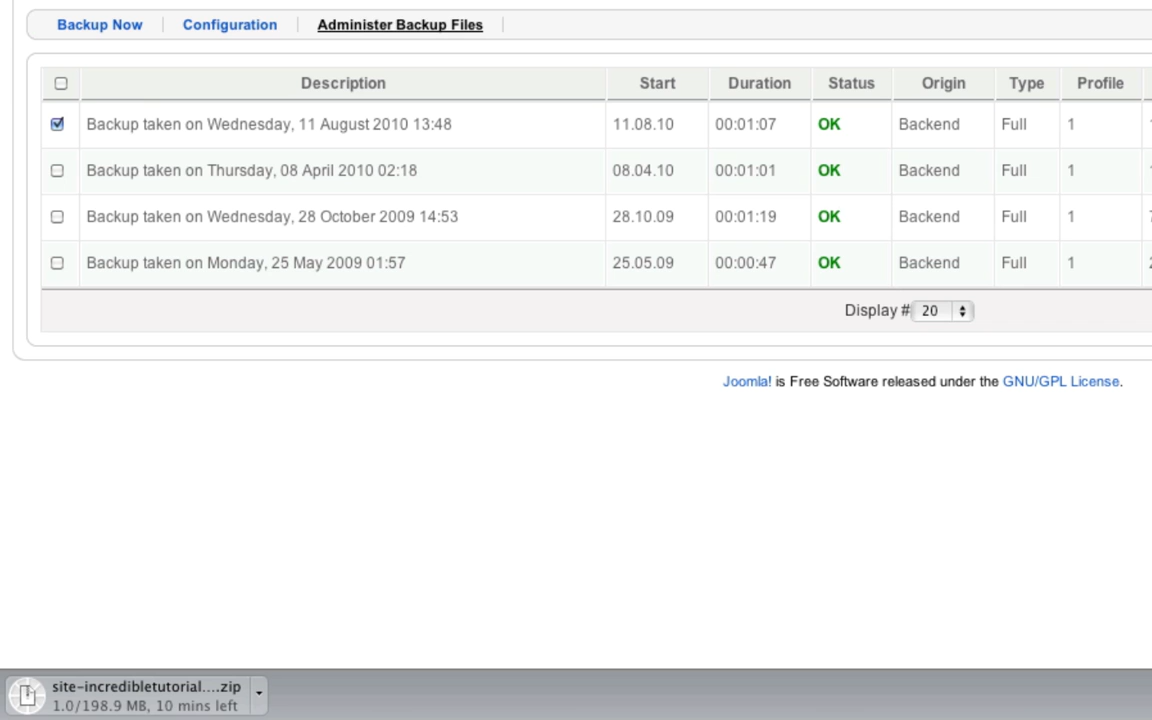 Backup Now Configuration Administer Backup Files
Description Start Duration Status Origin Type Profile
Backup taken on Wednesday, 11 August 2010 13:48 11.08.10 00:01:07 OK Backend Full 1
Backup taken on Thursday, 08 April 2010 02:18 08.04.10 00:01:01 OK Backend Full 1
Backup taken on Wednesday, 28 October 2009 14:53 28.10.09 00:01:19 OK Backend Full 1
Backup taken on Monday, 25 May 2009 01:57 25.05.09 00:00:47 OK Backend Full 1
Display # 20
Joomla! is Free Software released under the GNU/GPL License.
site-incredibletutorial....zip
1.0/198.9 MB, 10 mins left